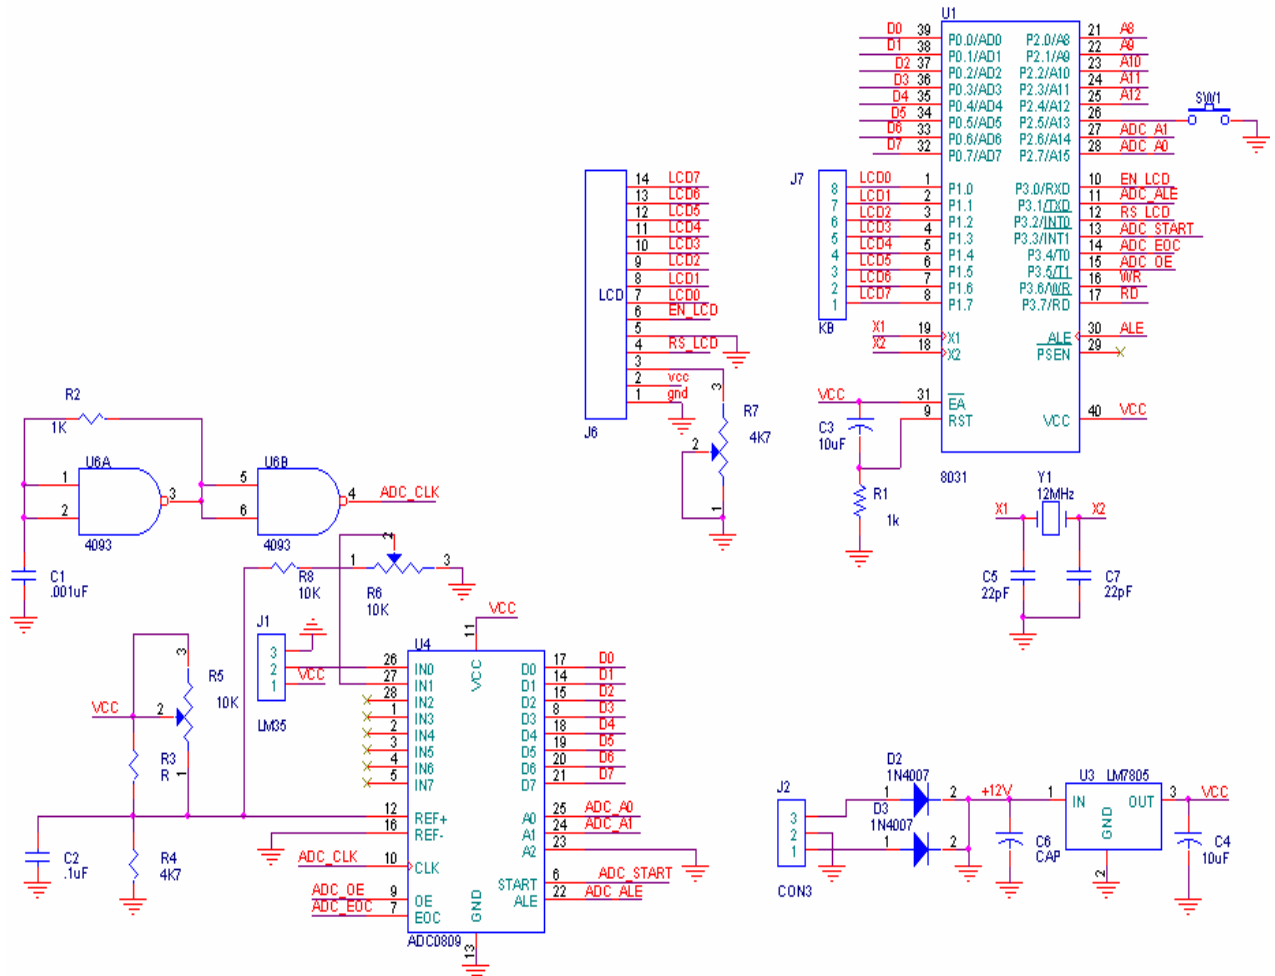 U1
D0 39 P0.0/AD0 P2.0/A8 21 A8
D1 38 P0.1/AD1 P2.1/A9 22 A9
D2 37 P0.2/AD2 P2.2/A10 23 A10
D3 36 P0.3/AD3 P2.3/A11 24 A11
D4 35 P0.4/AD4 P2.4/A12 25 A12
D5 34 P0.5/AD5 P2.5/A13 26
D6 33 P0.6/AD6 P2.6/A14 27 ADC_A1
D7 32 P0.7/AD7 P2.7/A15 28 ADC_A0
SW1
J7
8 LCD0 1 P1.0 P3.0/RXD 10 EN_LCD
7 LCD1 2 P1.1 P3.1/TXD 11 ADC_ALE
6 LCD2 3 P1.2 P3.2/INT0 12 RS_LCD
5 LCD3 4 P1.3 P3.3/INT1 13 ADC_START
4 LCD4 5 P1.4 P3.4/T0 14 ADC_EOC
3 LCD5 6 P1.5 P3.5/T1 15 ADC_OE
2 LCD6 7 P1.6 P3.6/WR 16 WR
1 LCD7 8 P1.7 P3.7/RD 17 RD
KB
X1 19 X1 ALE 30 ALE
X2 18 X2 PSEN 29
VCC 31 EA
9 RST VCC 40 VCC
8031
C3
10uF
R1
1k
Y1
12MHz
X1 X2
C5
22pF
C7
22pF
14 LCD7
13 LCD6
12 LCD5
11 LCD4
10 LCD3
9 LCD2
8 LCD1
7 LCD0
6 EN_LCD
5
4 RS_LCD
3
2 vcc
1 gnd
LCD
J6
3
R7
4K7
2
1
R2
1K
U6A
1
2
3
4093
U6B
5
6
4 ADC_CLK
4093
C1
.001uF
R8
10K
1
2
3
R6
10K
J1
3
2
1 VCC
LM35
3
R5
10K
VCC 2
1
R3
R
C2
.1uF
R4
4K7
U4
VCC
11
VCC
26 IN0 D0 17 D0
27 IN1 D1 14 D1
28 IN2 D2 15 D2
1 IN3 D3 8 D3
2 IN4 D4 18 D4
3 IN5 D5 19 D5
4 IN6 D6 20 D6
5 IN7 D7 21 D7
12 REF+ A0 25 ADC_A0
16 REF- A1 24 ADC_A1
A2 23
ADC_CLK 10 CLK
START 6 ADC_START
ADC_OE 9 OE ALE 22 ADC_ALE
ADC_EOC 7 EOC
GND
13
ADC0809
J2
3
2
1
CON3
D2
1N4007
1 2
D3
1N4007
1 2
+12V
C6
CAP
U3 LM7805
1 IN OUT 3 VCC
GND
2
C4
10uF